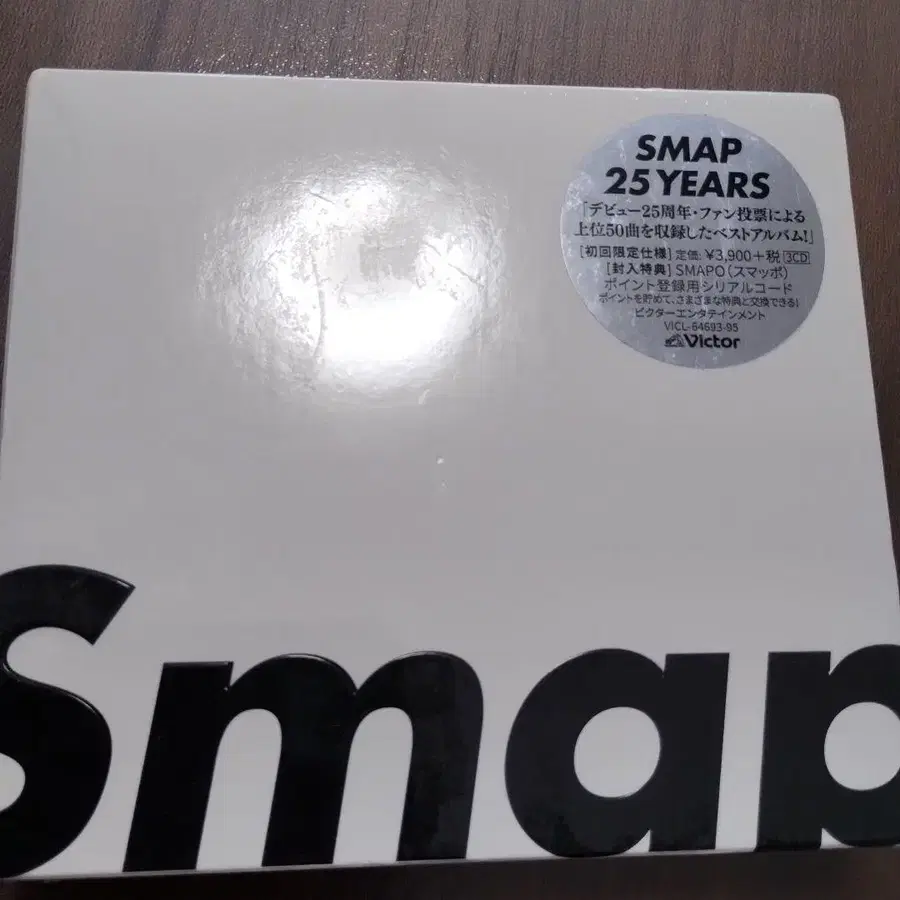 SMAP
25 YEARS
「デビュー25周年・ファン投票による
上位50曲を収録したベストアルバム!」
[初回限定仕様] 定価: ¥3,900+税 3CD
[封入特典] SMAPO(スマッポ)
ポイント登録用シリアルコード
(ポイントを貯めて、さまざまな特典と交換できる)
ビクターエンタテインメント
VICL-64693-95
Victor
Smap